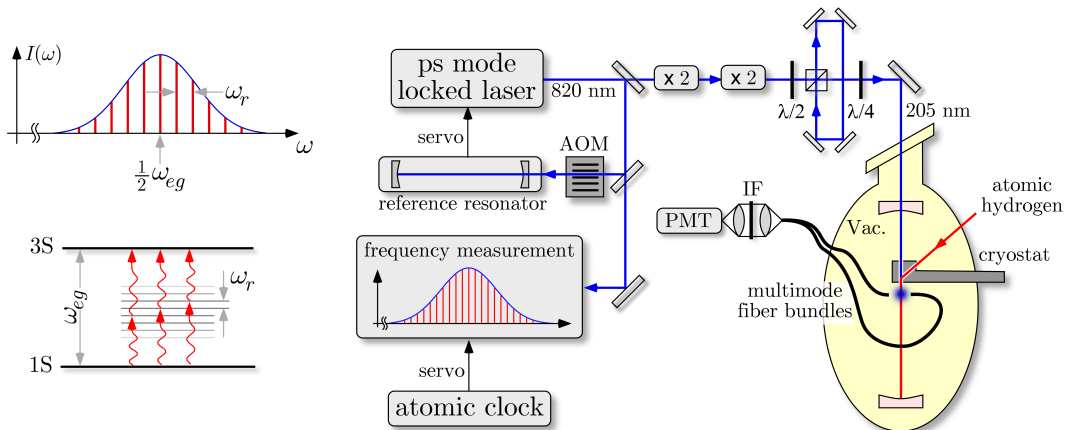 I(ω)
ω_r
ω
½ω_eg
3S
ω_eg
ω_r
1S
ps mode
locked laser
820 nm
servo
AOM
reference resonator
frequency measurement
servo
atomic clock
x 2
x 2
λ/2
λ/4
205 nm
PMT
IF
Vac.
atomic
hydrogen
cryostat
multimode
fiber bundles